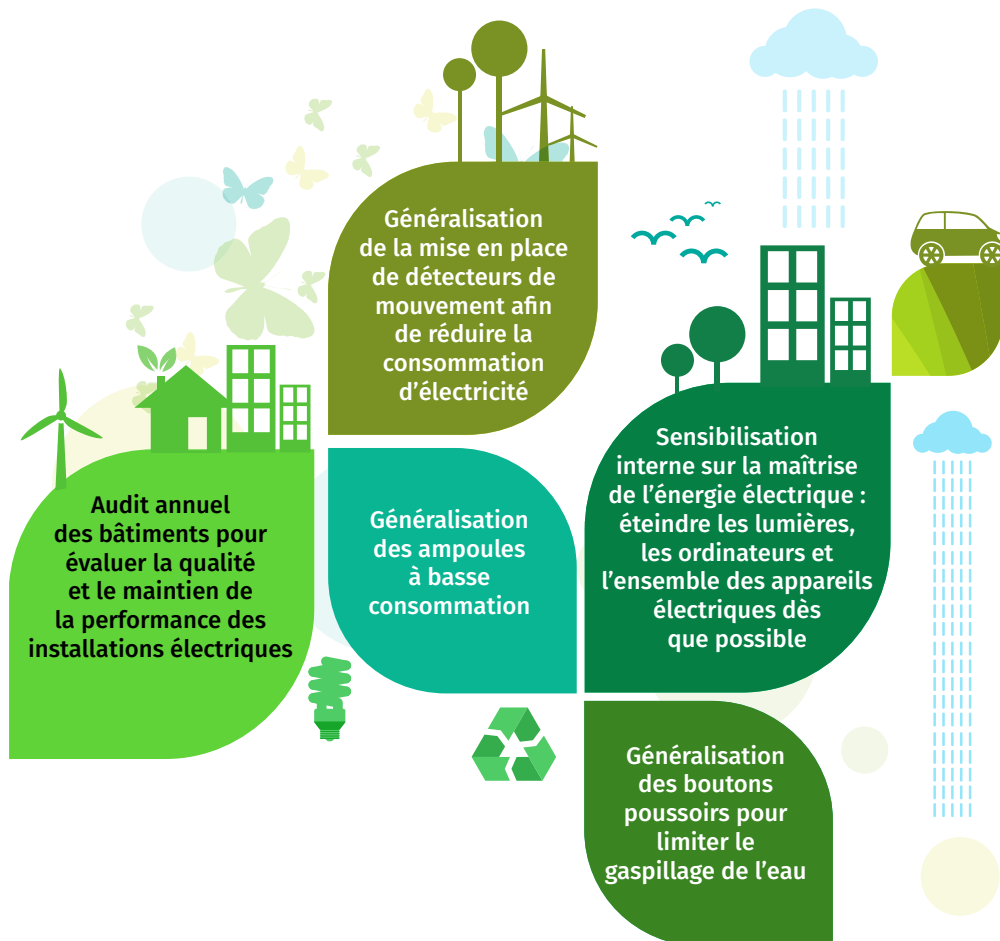 Généralisation
de la mise en place
de détecteurs de
mouvement afin
de réduire la
consommation
d’électricité
Audit annuel
des bâtiments pour
évaluer la qualité
et le maintien de
la performance des
installations électriques
Généralisation
des ampoules
à basse
consommation
Sensibilisation
interne sur la maîtrise
de l’énergie électrique :
éteindre les lumières,
les ordinateurs et
l’ensemble des appareils
électriques dès
que possible
Généralisation
des boutons
poussoirs pour
limiter le
gaspillage de l’eau